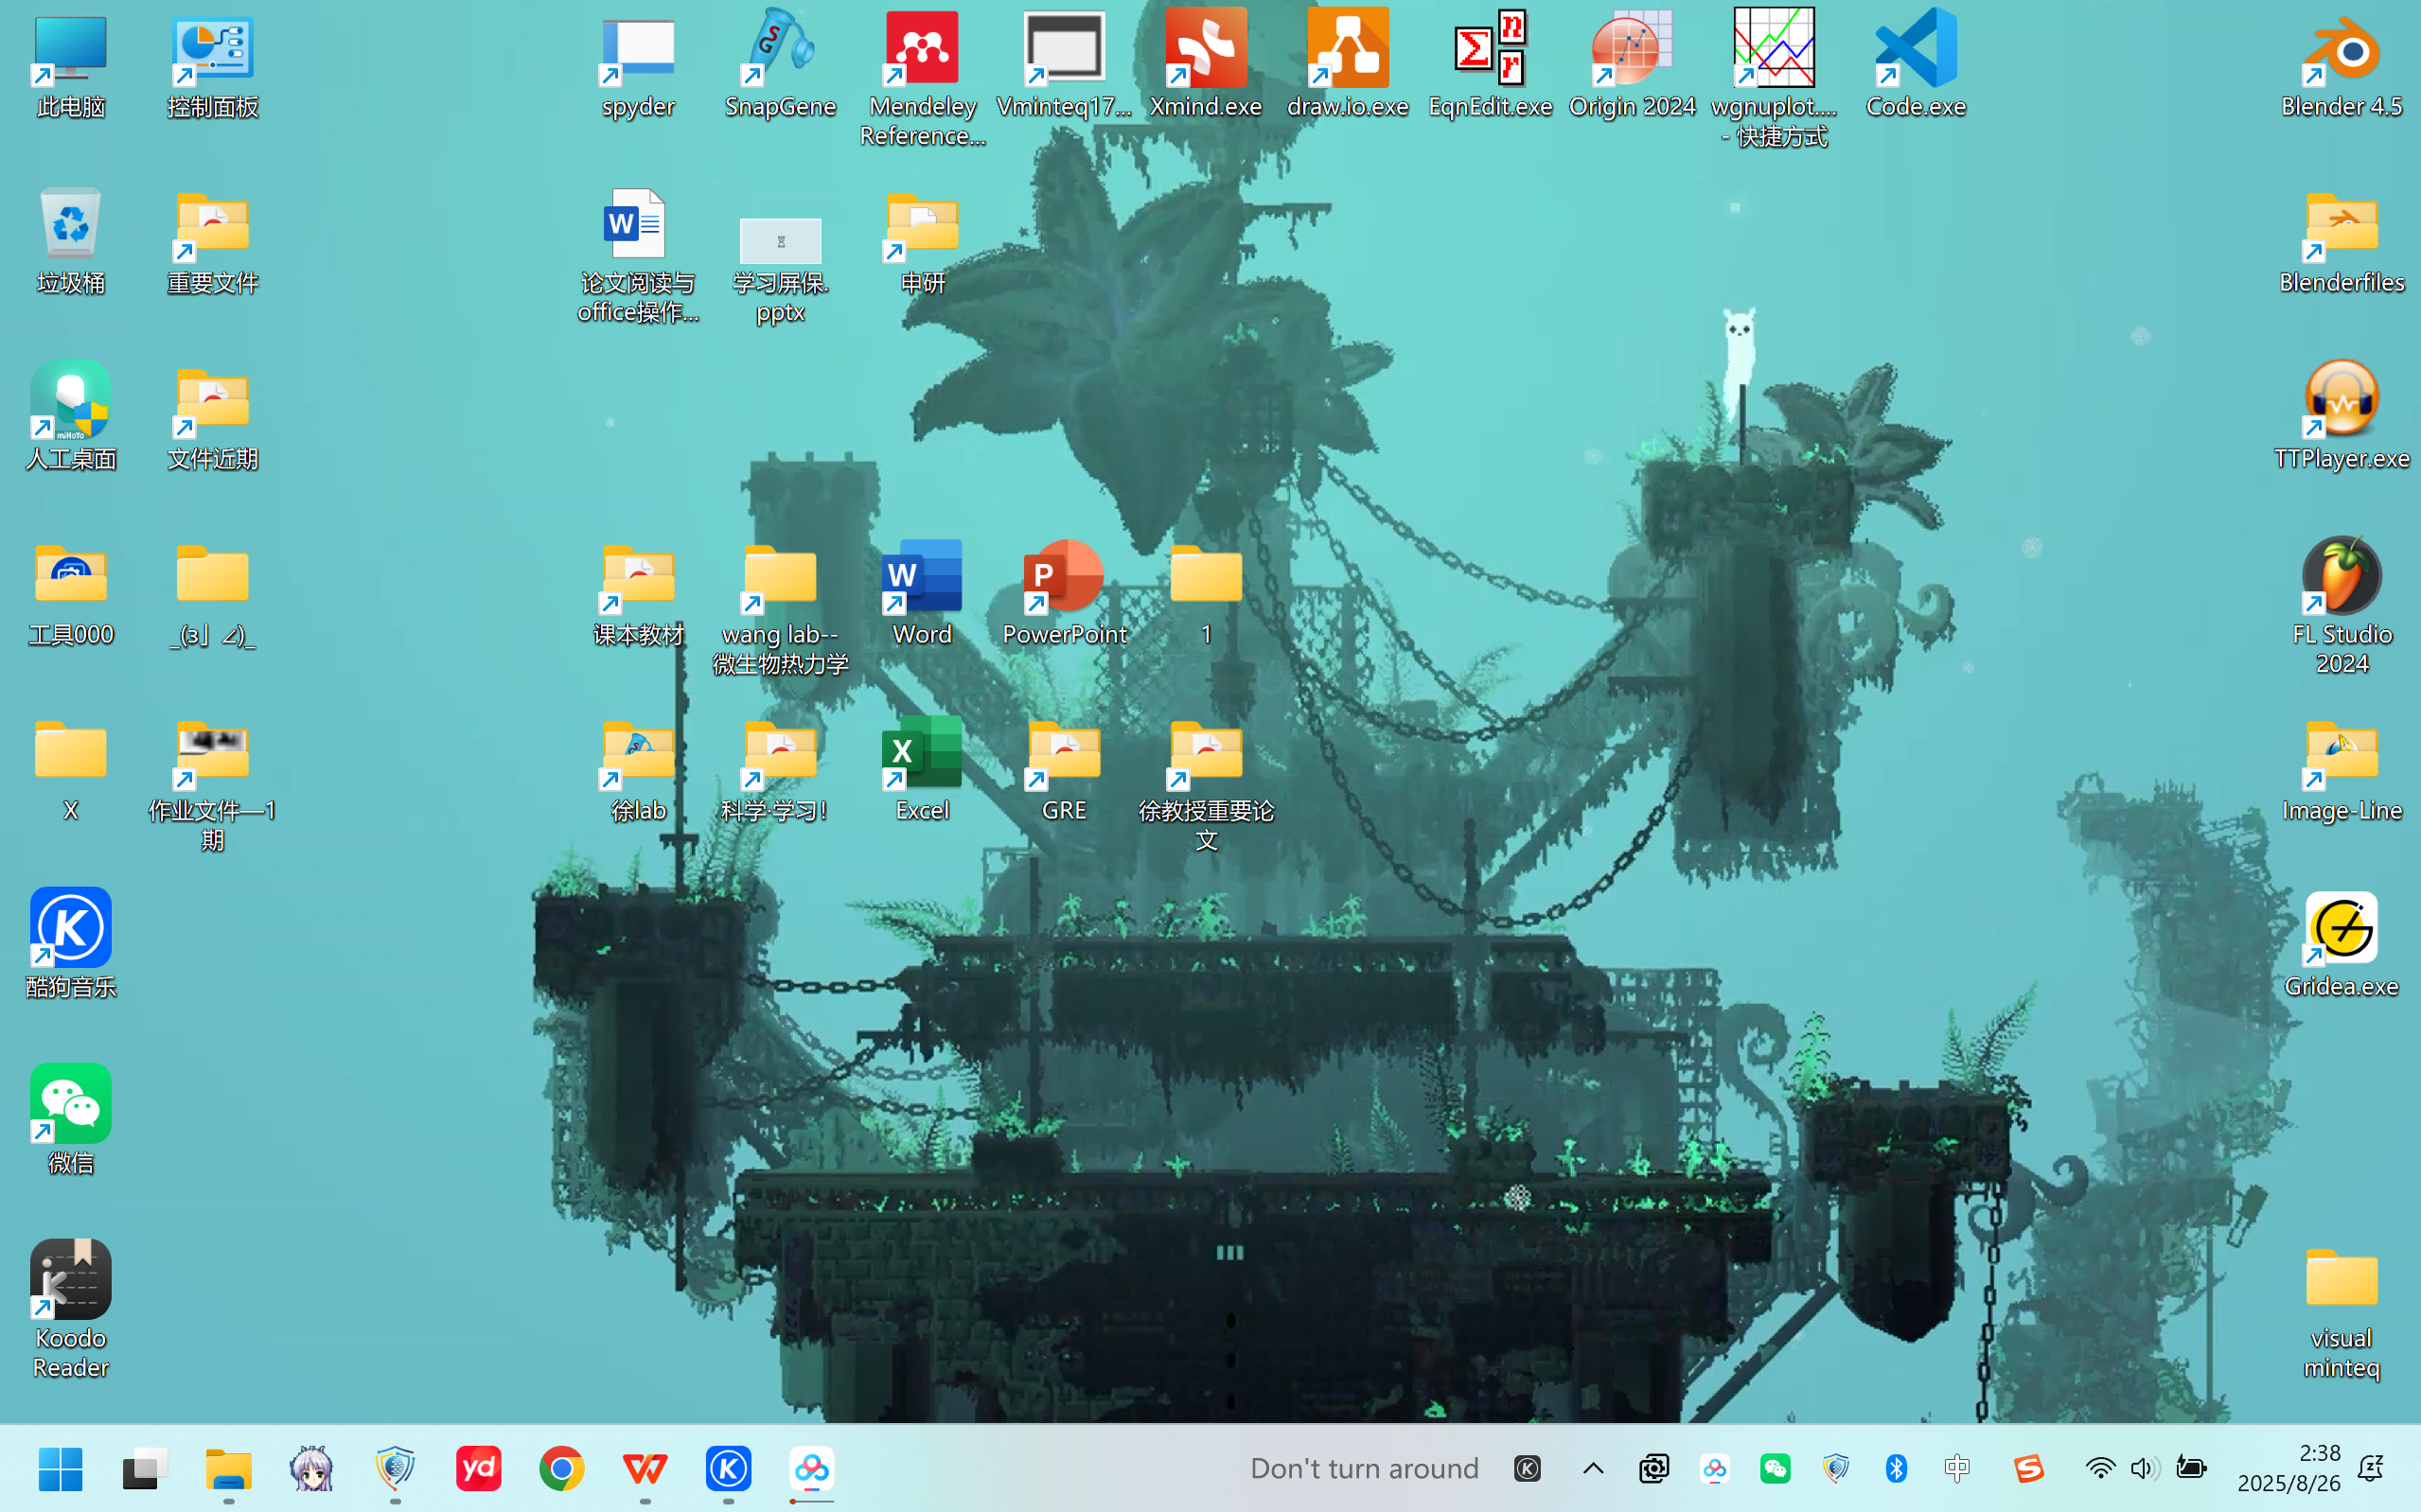 此电脑
控制面板
spyder
SnapGene
Mendeley
Reference...
Vminteq17...
Xmind.exe
draw.io.exe
EqnEdit.exe
Origin 2024
wgnuplot....
- 快捷方式
Code.exe
Blender 4.5
垃圾桶
重要文件
论文阅读与
office操作...
学习屏保.
pptx
申研
Blenderfiles
miHoYo
人工桌面
文件近期
TTPlayer.exe
工具000
_(з」∠)_
课本教材
wang lab--
微生物热力学
Word
PowerPoint
1
FL Studio
2024
X
作业文件—1
期
徐lab
科学·学习！
Excel
GRE
徐教授重要论
文
Image-Line
酷狗音乐
Gridea.exe
微信
Koodo
Reader
visual
minteq
yd
Don't turn around
中
2:38
2025/8/26